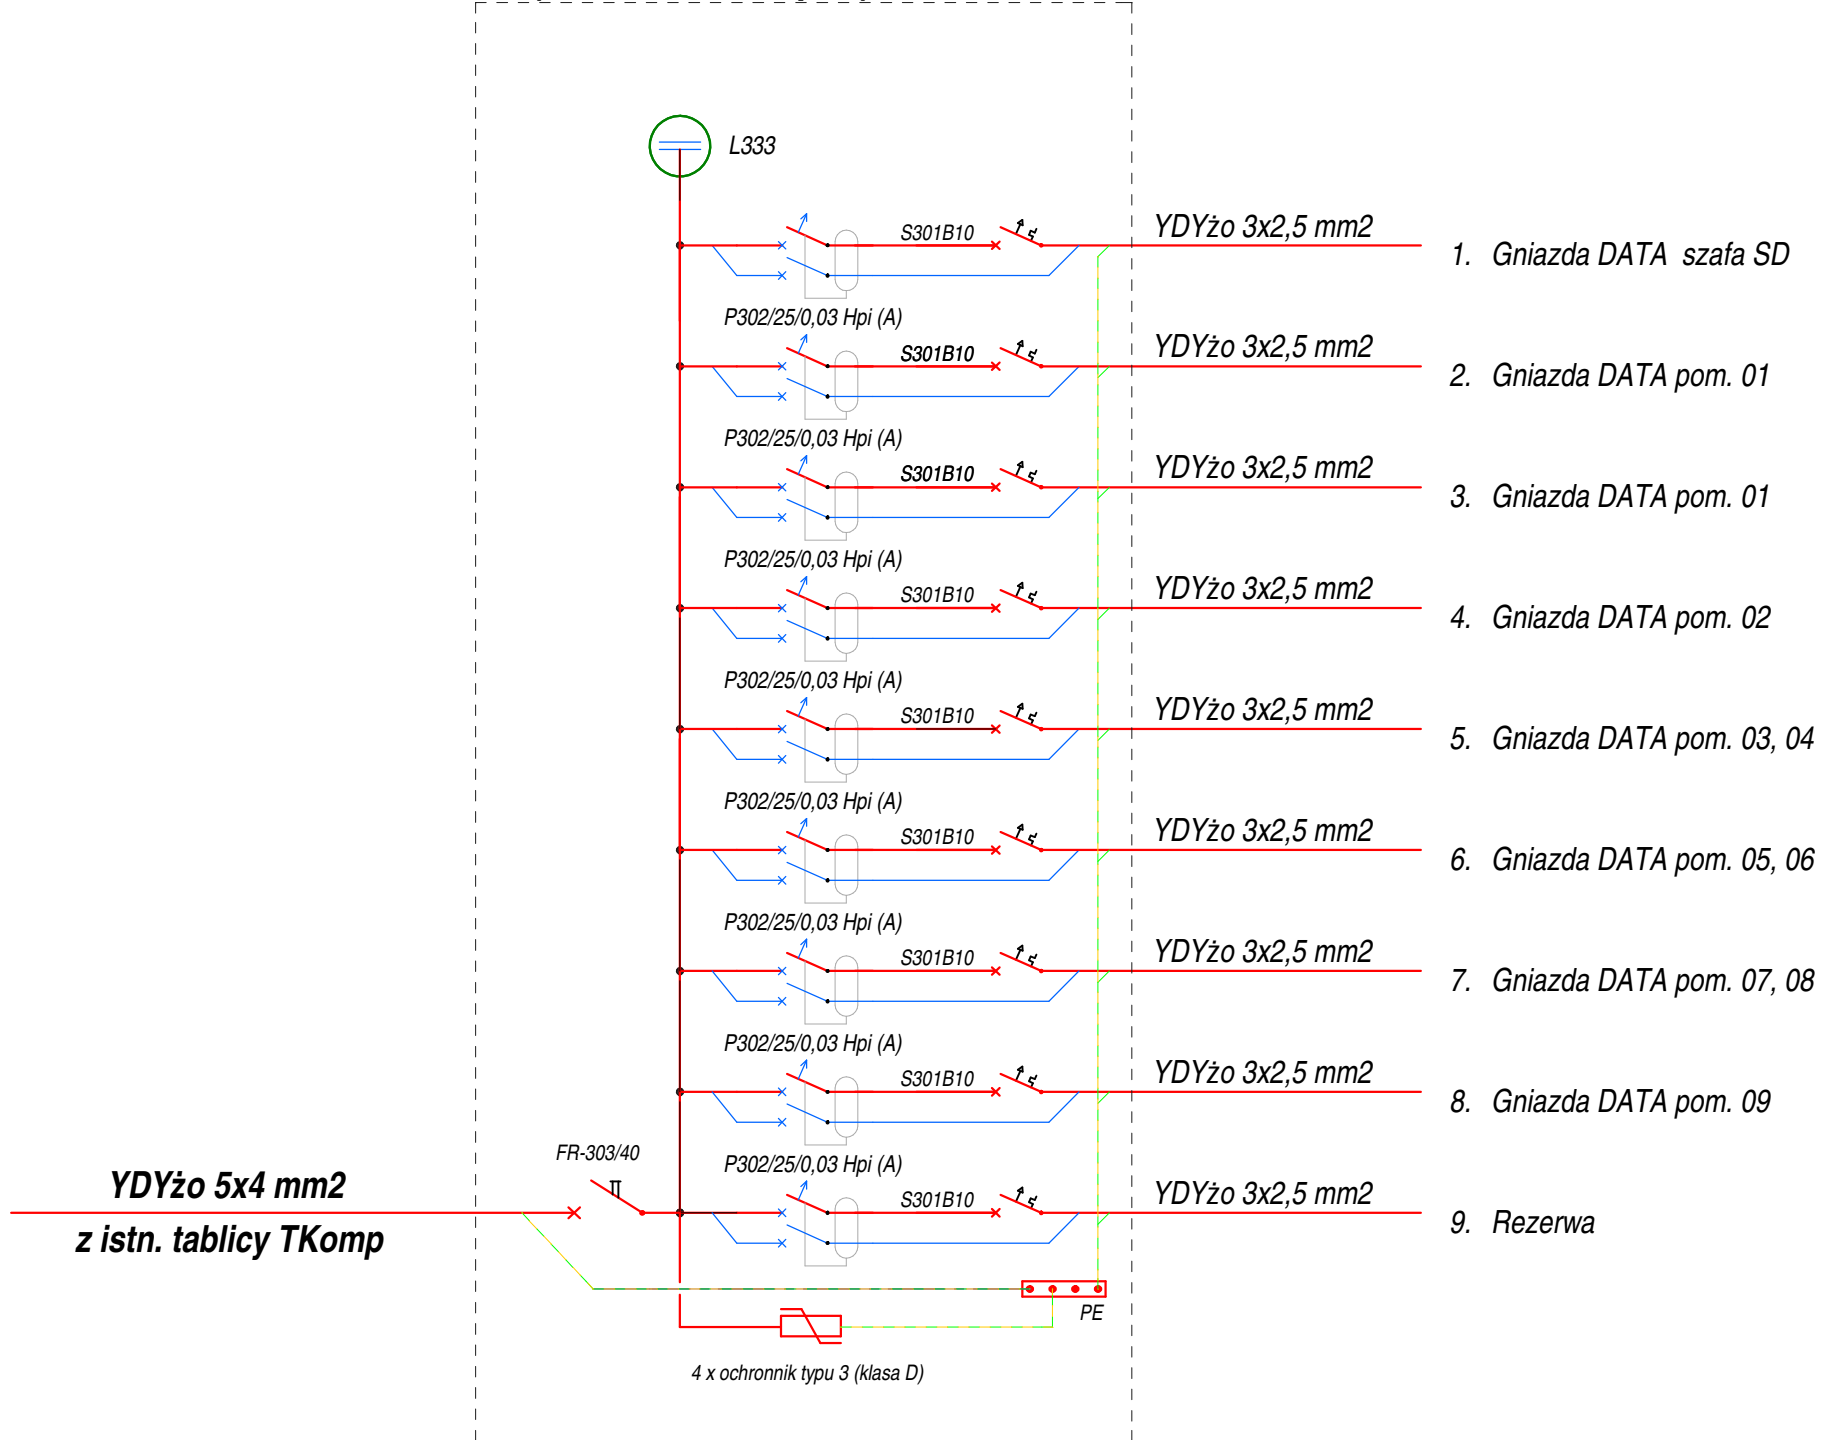 L333
S301B10
YDYżo 3x2,5 mm2
1. Gniazda DATA szafa SD
P302/25/0,03 Hpi (A)
S301B10
YDYżo 3x2,5 mm2
2. Gniazda DATA pom. 01
P302/25/0,03 Hpi (A)
S301B10
YDYżo 3x2,5 mm2
3. Gniazda DATA pom. 01
P302/25/0,03 Hpi (A)
S301B10
YDYżo 3x2,5 mm2
4. Gniazda DATA pom. 02
P302/25/0,03 Hpi (A)
S301B10
YDYżo 3x2,5 mm2
5. Gniazda DATA pom. 03, 04
P302/25/0,03 Hpi (A)
S301B10
YDYżo 3x2,5 mm2
6. Gniazda DATA pom. 05, 06
P302/25/0,03 Hpi (A)
S301B10
YDYżo 3x2,5 mm2
7. Gniazda DATA pom. 07, 08
P302/25/0,03 Hpi (A)
S301B10
YDYżo 3x2,5 mm2
8. Gniazda DATA pom. 09
P302/25/0,03 Hpi (A)
S301B10
YDYżo 3x2,5 mm2
9. Rezerwa
FR-303/40
YDYżo 5x4 mm2
z istn. tablicy TKomp
PE
4 x ochronnik typu 3 (klasa D)